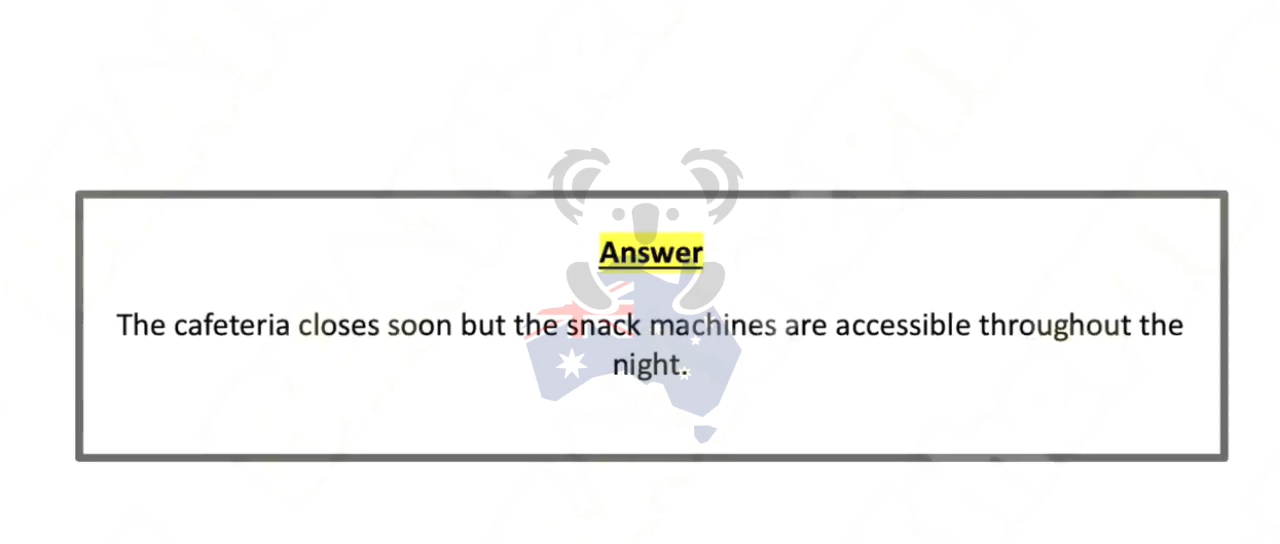 Answer
The cafeteria closes soon but the snack machines are accessible throughout the
night.